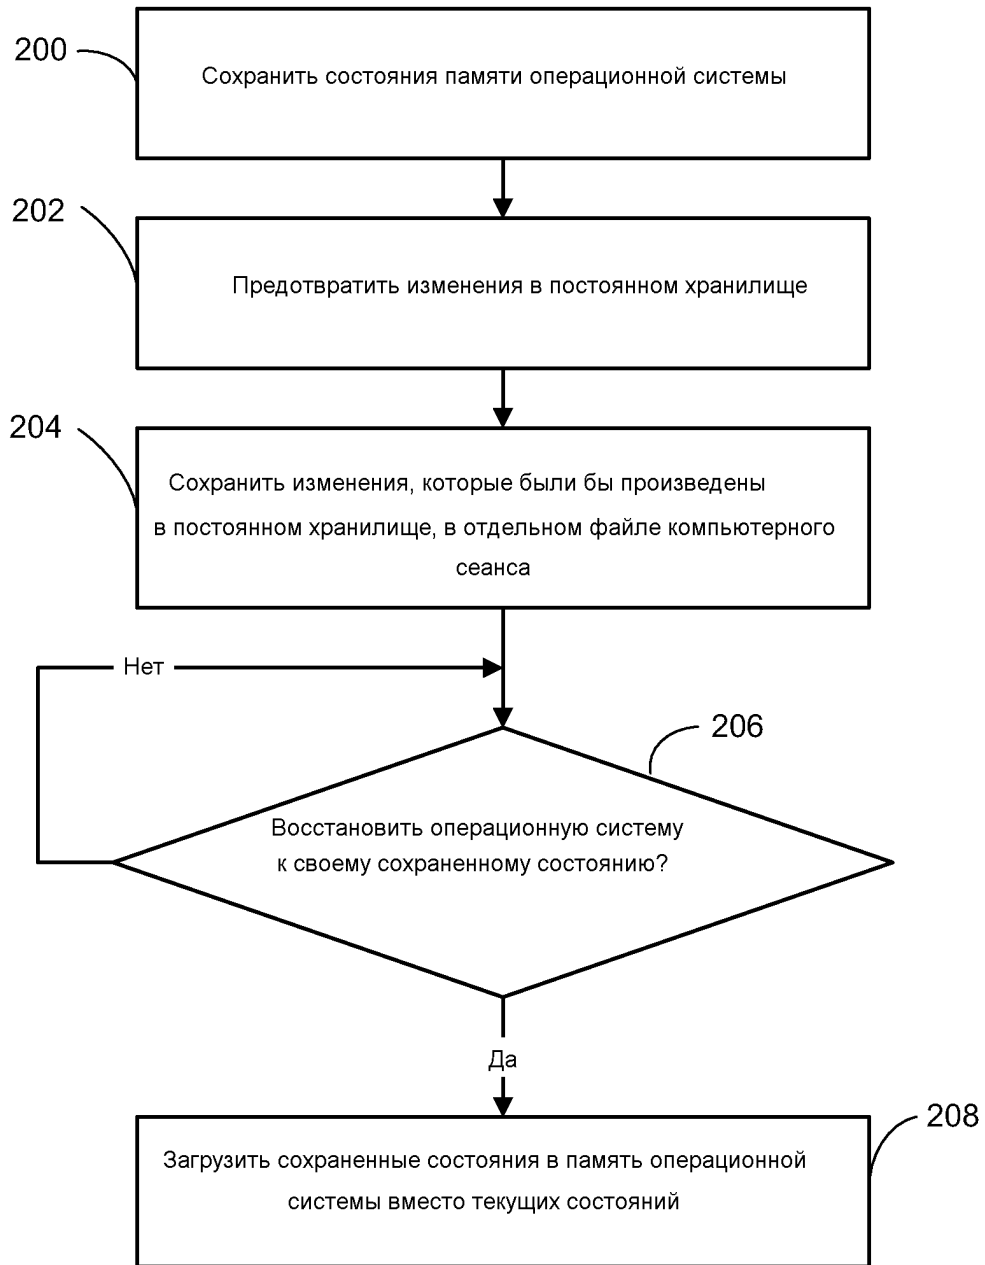 200
Сохранить состояния памяти операционной системы
202
Предотвратить изменения в постоянном хранилище
204
Сохранить изменения, которые были бы произведены
в постоянном хранилище, в отдельном файле компьютерного
сеанса
Нет
206
Восстановить операционную систему
к своему сохраненному состоянию?
Да
208
Загрузить сохраненные состояния в память операционной
системы вместо текущих состояний